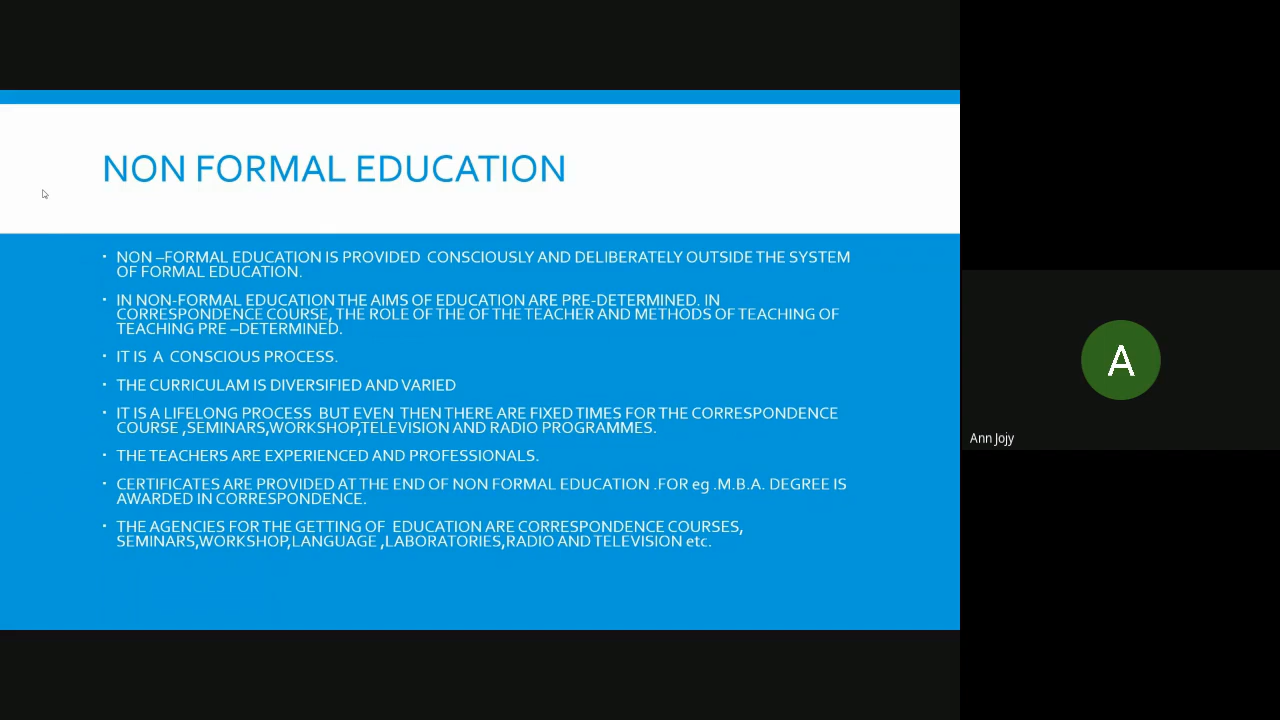 NON FORMAL EDUCATION
▪ NON –FORMAL EDUCATION IS PROVIDED CONSCIOUSLY AND DELIBERATELY OUTSIDE THE SYSTEM
OF FORMAL EDUCATION.
▪ IN NON-FORMAL EDUCATION THE AIMS OF EDUCATION ARE PRE-DETERMINED. IN
CORRESPONDENCE COURSE, THE ROLE OF THE OF THE TEACHER AND METHODS OF TEACHING OF
TEACHING PRE –DETERMINED.
▪ IT IS A CONSCIOUS PROCESS.
▪ THE CURRICULAM IS DIVERSIFIED AND VARIED
▪ IT IS A LIFELONG PROCESS BUT EVEN THEN THERE ARE FIXED TIMES FOR THE CORRESPONDENCE
COURSE ,SEMINARS,WORKSHOP,TELEVISION AND RADIO PROGRAMMES.
▪ THE TEACHERS ARE EXPERIENCED AND PROFESSIONALS.
▪ CERTIFICATES ARE PROVIDED AT THE END OF NON FORMAL EDUCATION .FOR eg .M.B.A. DEGREE IS
AWARDED IN CORRESPONDENCE.
▪ THE AGENCIES FOR THE GETTING OF EDUCATION ARE CORRESPONDENCE COURSES,
SEMINARS,WORKSHOP,LANGUAGE ,LABORATORIES,RADIO AND TELEVISION etc.
A
Ann Jojy